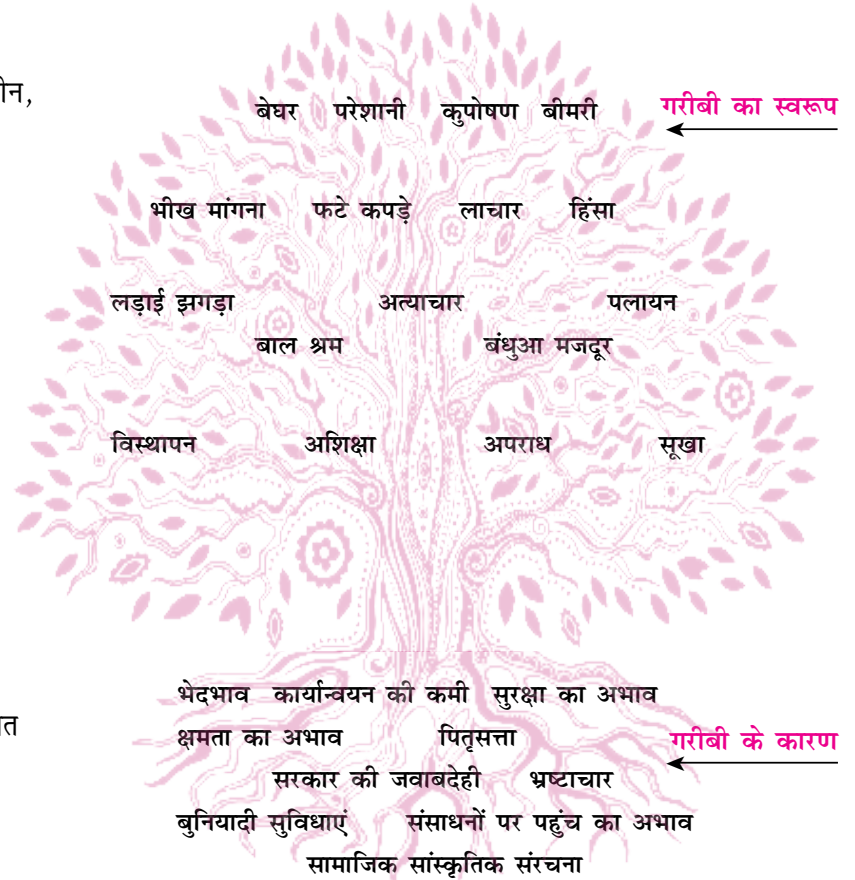 ीन,
बेघर परेशानी कुपोषण बीमरी गरीबी का स्वरूप
भीख मांगना फटे कपड़े लाचार हिंसा
लड़ाई झगड़ा अत्याचार पलायन
बाल श्रम बंधुआ मजदूर
विस्थापन अशिक्षा अपराध सूखा
भेदभाव कार्यान्वयन की कमी सुरक्षा का अभाव
क्षमता का अभाव पितृसत्ता गरीबी के कारण
सरकार की जवाबदेही भ्रष्टाचार
बुनियादी सुविधाएं संसाधनों पर पहुंच का अभाव
सामाजिक सांस्कृतिक संरचना